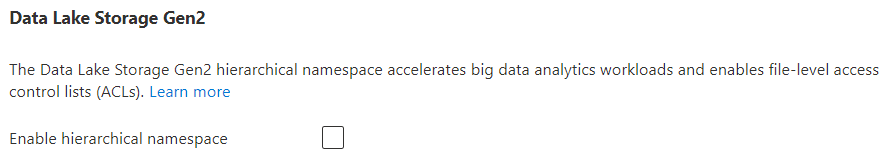 Data Lake Storage Gen2
The Data Lake Storage Gen2 hierarchical namespace accelerates big data analytics workloads and enables file-level access
control lists (ACLs). Learn more
Enable hierarchical namespace